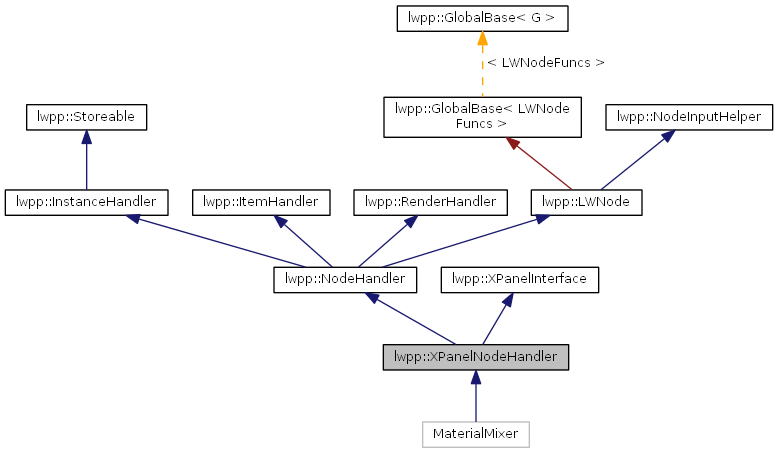 lwpp::GlobalBase< G >
< LWNodeFuncs >
lwpp::Storeable
lwpp::GlobalBase< LWNode
Funcs >
lwpp::NodeInputHelper
lwpp::InstanceHandler
lwpp::ItemHandler
lwpp::RenderHandler
lwpp::LWNode
lwpp::NodeHandler
lwpp::XPanelInterface
lwpp::XPanelNodeHandler
MaterialMixer